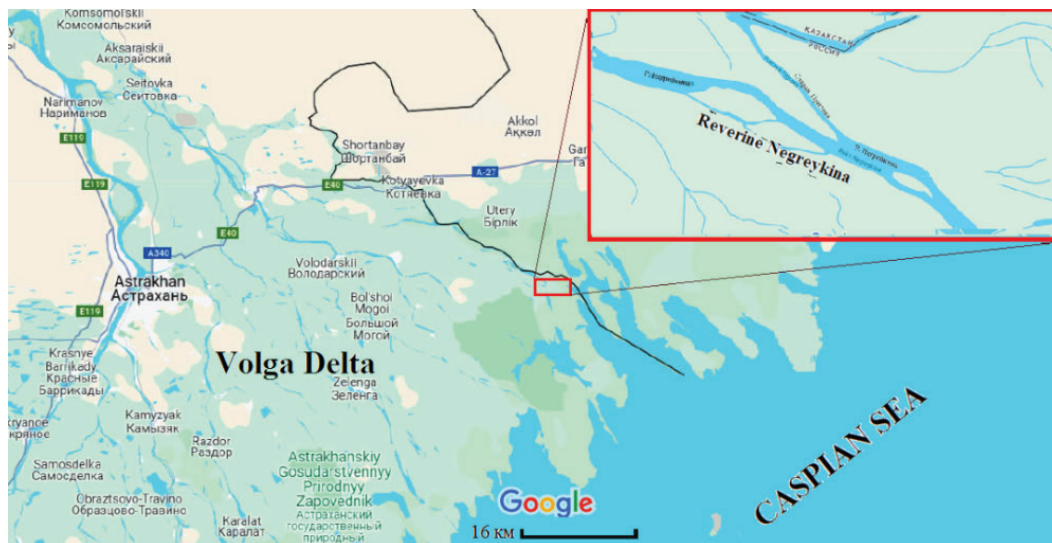 Komsomol'skii
Комсомольский
Aksaraiskii
Аксарайский
Seitovka
Сеитовка
Narimanov
Нариманов
E119
E119
E40
A340
Astrakhan
Астрахань
E119
Krasnye
Barrikady
Красные
Баррикады
Kamyzyak
Камызяк
Samosdelka
Самосделка
Obraztsovo-Travino
Образцово-Травино
Razdor
Раздор
Karalat
Каралат
Shortanbay
Шортанбай
E40
Kotyayevka
Котяевка
A-27
Akkol
Аққөл
Utery
Бірлік
Volodarskii
Володарский
Bol'shoi
Mogoi
Большой
Могой
Volga Delta
Zelenga
Зеленга
Astrakhanskiy
Gosudarstvennyy
Prirodnyy
Zapovednik
Астраханский
государственный
природный
Google
16 км
CASPIAN SEA
КАЗАХСТАН
РОССИЯ
Reverine Negreykina